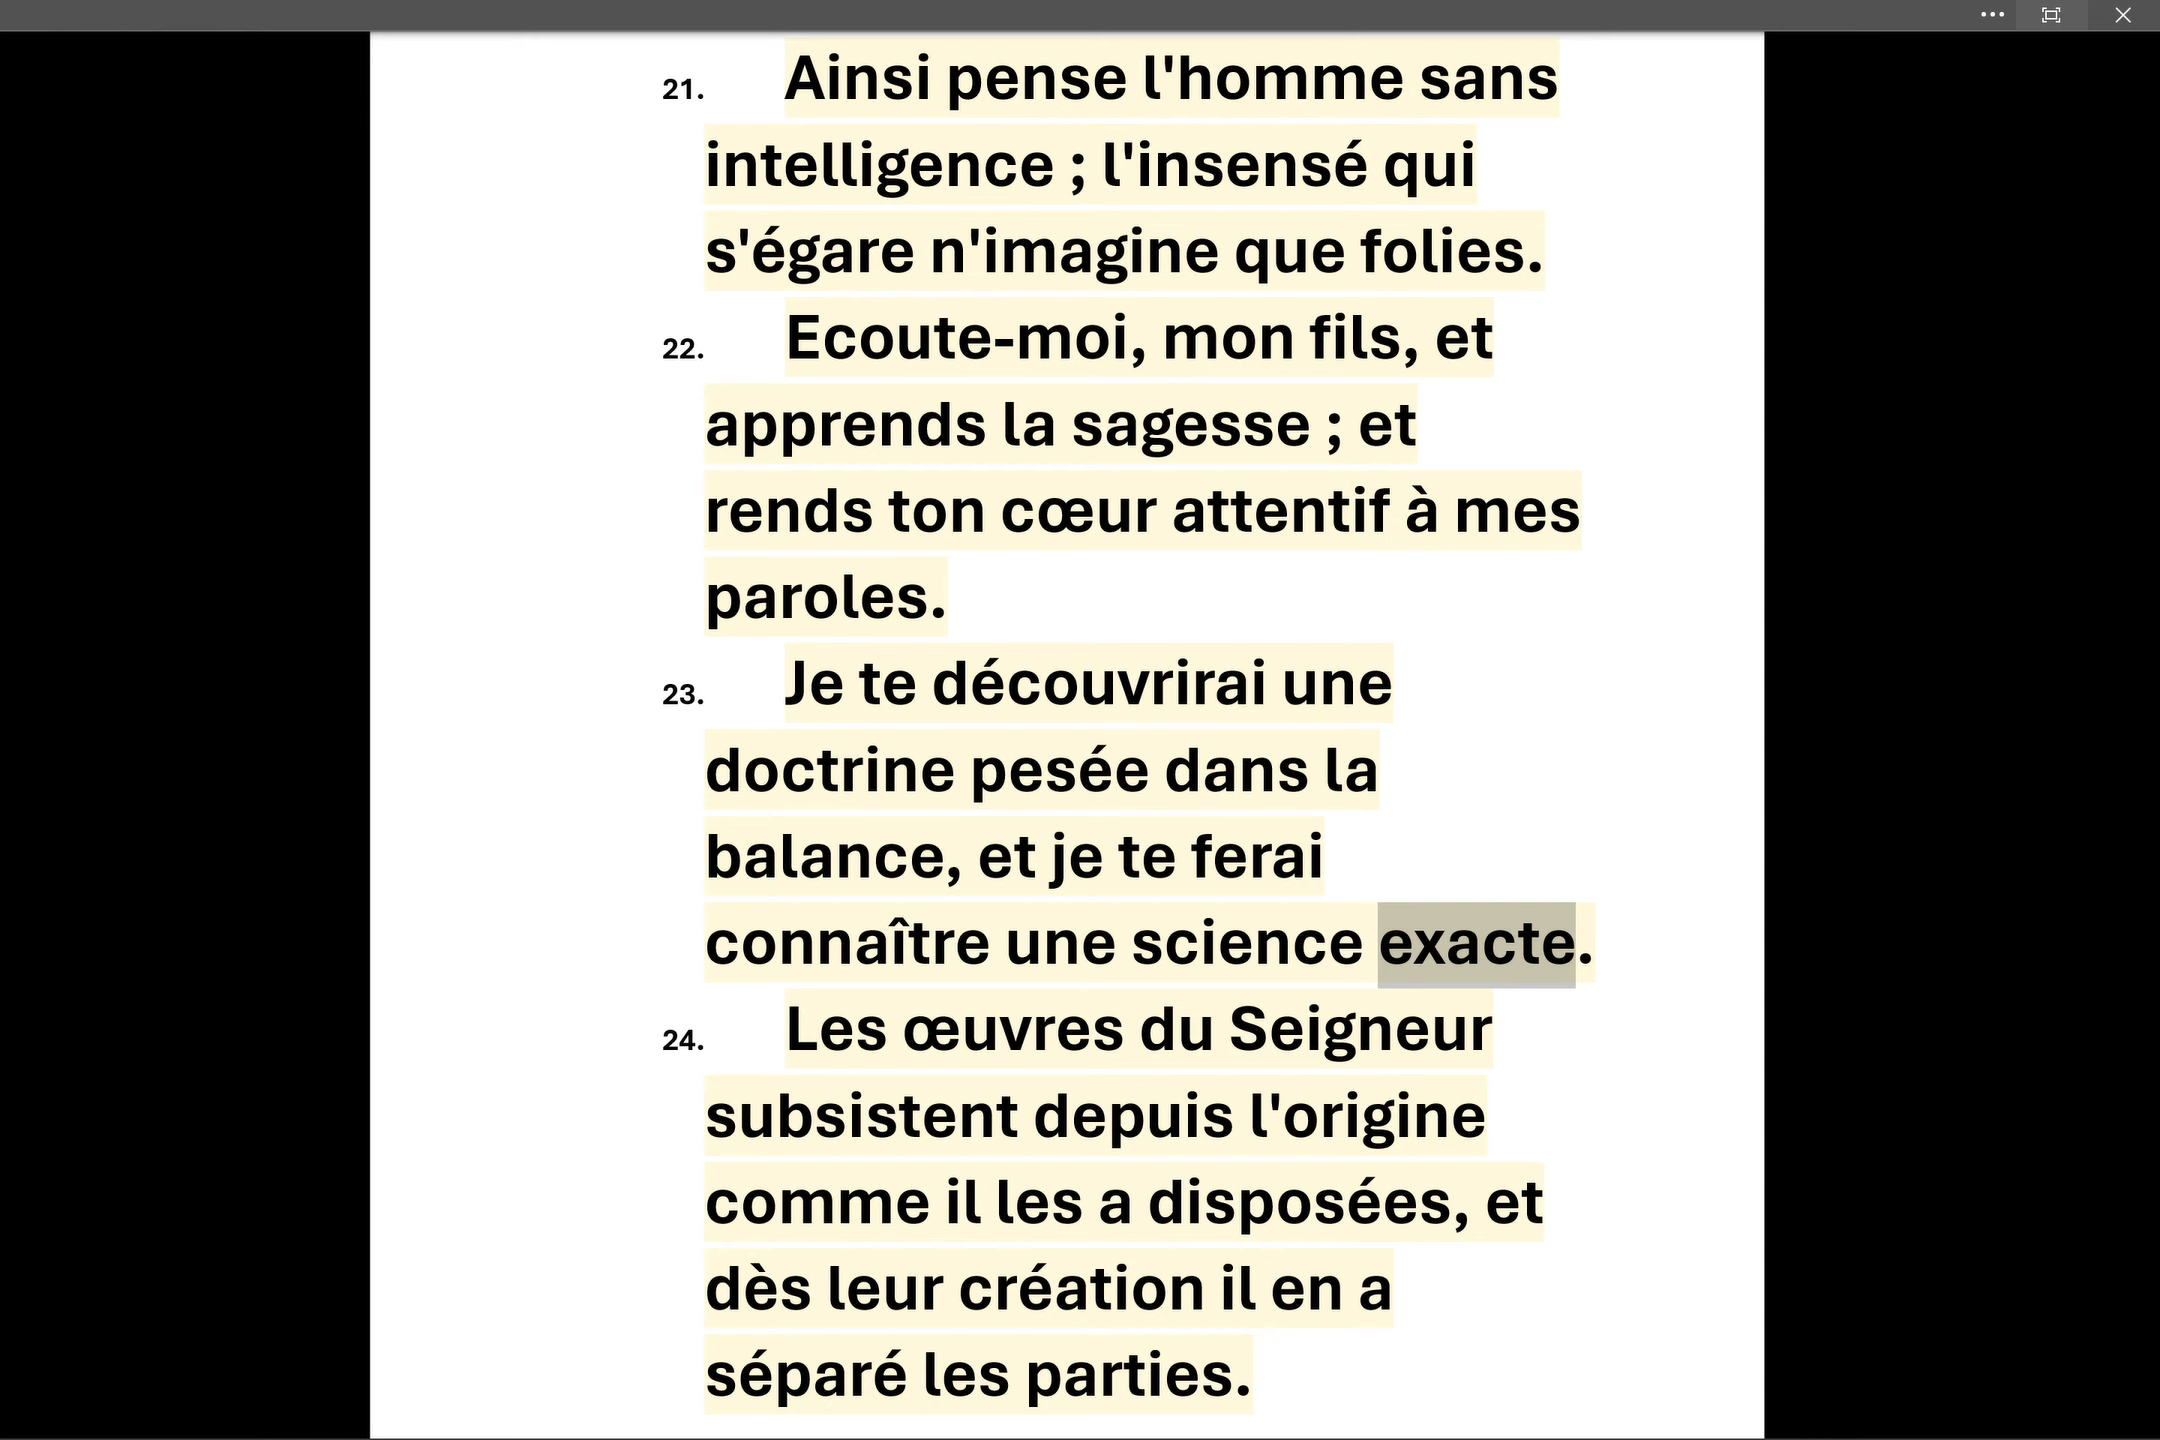 21. Ainsi pense l'homme sans
intelligence ; l'insensé qui
s'égare n'imagine que folies.
22. Ecoute-moi, mon fils, et
apprends la sagesse ; et
rends ton cœur attentif à mes
paroles.
23. Je te découvrirai une
doctrine pesée dans la
balance, et je te ferai
connaître une science exacte.
24. Les œuvres du Seigneur
subsistent depuis l'origine
comme il les a disposées, et
dès leur création il en a
séparé les parties.